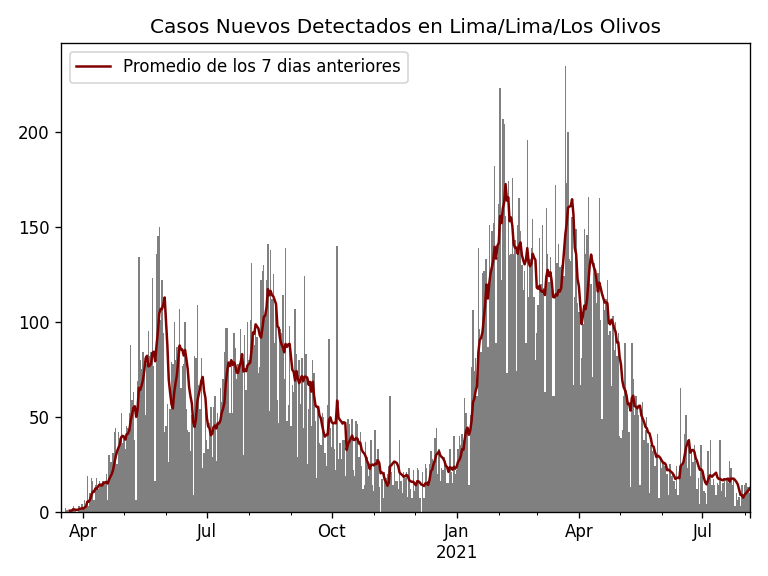 Casos Nuevos Detectados en Lima/Lima/Los Olivos
Promedio de los 7 dias anteriores
200
150
100
50
0
Apr Jul Oct Jan Apr Jul
2021